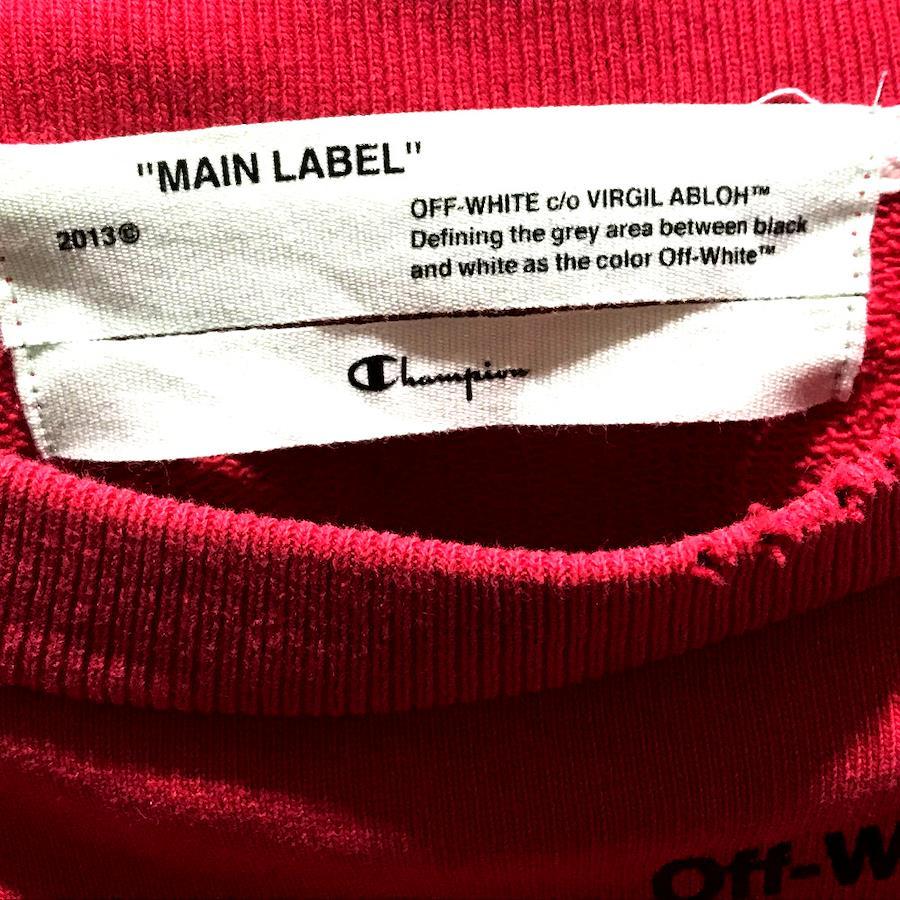 "MAIN LABEL"
2013©
OFF-WHITE c/o VIRGIL ABLOH™
Defining the grey area between black
and white as the color Off-White™
Champion
Off-W